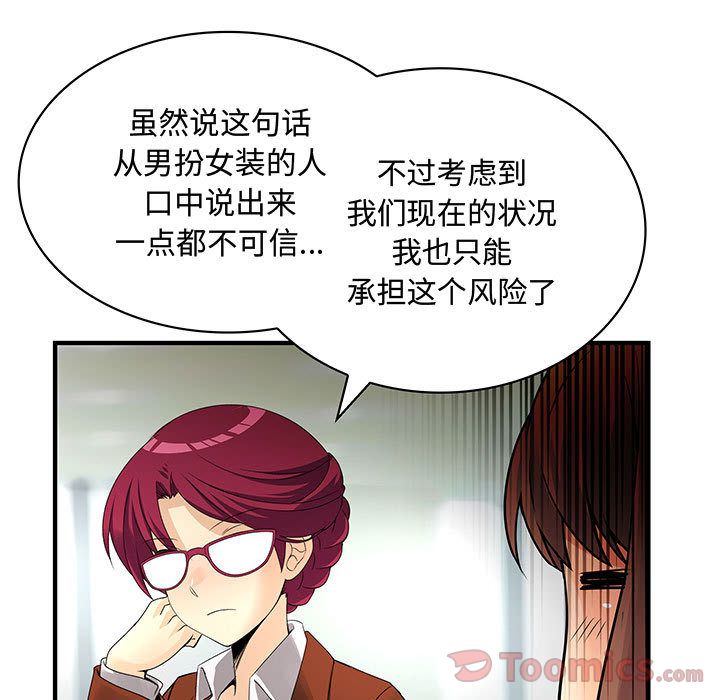 虽然说这句话
从男扮女装的人
口中说出来
一点都不可信...
不过考虑到
我们现在的状况
我也只能
承担这个风险了
Toomics.com